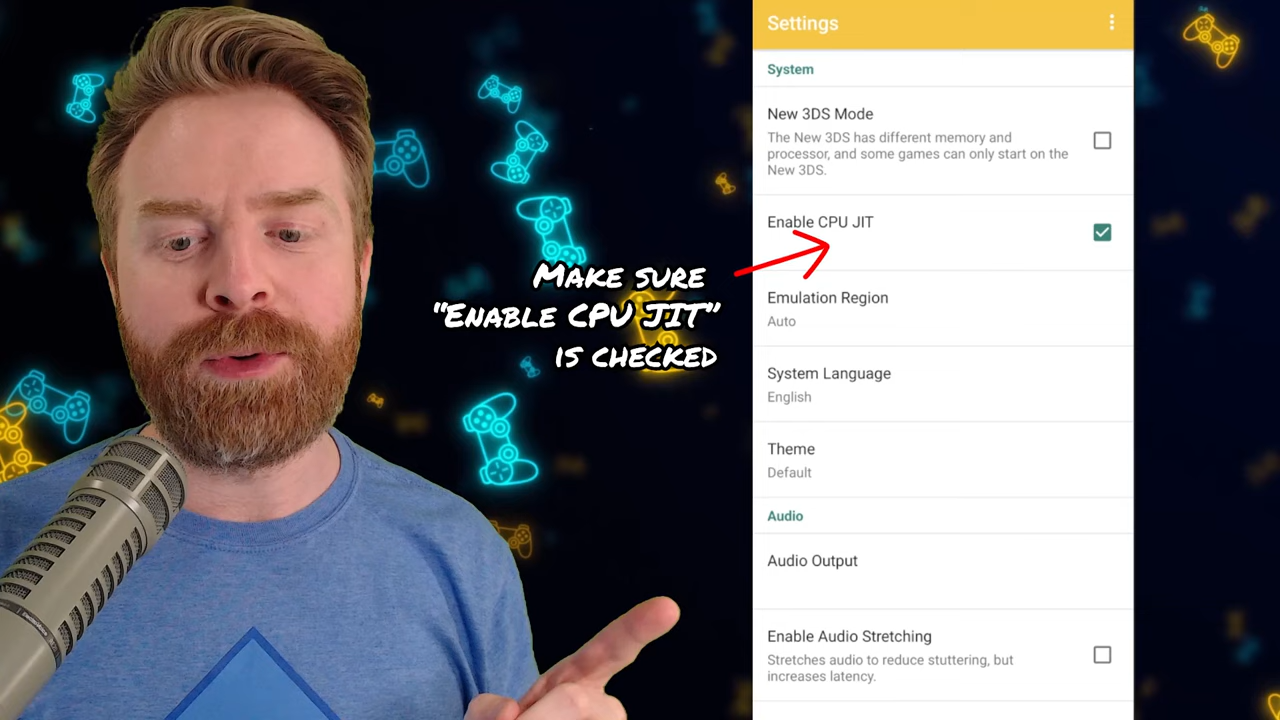 Make sure
"Enable CPU JIT"
is checked
Settings
System
New 3DS Mode
The New 3DS has different memory and
processor, and some games can only start on the
New 3DS.
Enable CPU JIT
Emulation Region
Auto
System Language
English
Theme
Default
Audio
Audio Output
Enable Audio Stretching
Stretches audio to reduce stuttering, but
increases latency.